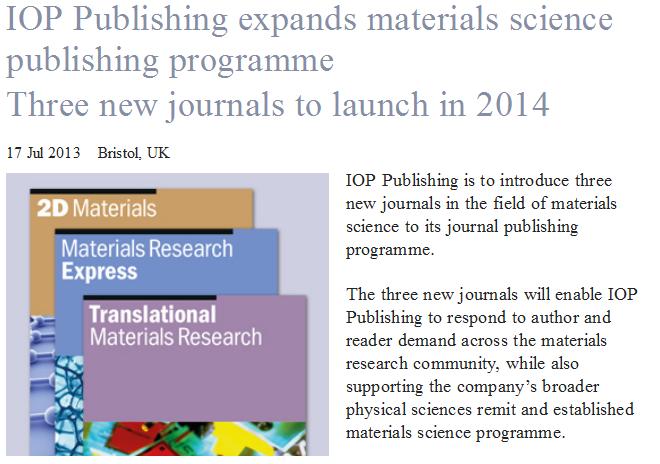 IOP Publishing expands materials science
publishing programme
Three new journals to launch in 2014
17 Jul 2013 Bristol, UK
2D Materials
Materials Research
Express
Translational
Materials Research
IOP Publishing is to introduce three
new journals in the field of materials
science to its journal publishing
programme.
The three new journals will enable IOP
Publishing to respond to author and
reader demand across the materials
research community, while also
supporting the company's broader
physical sciences remit and established
materials science programme.